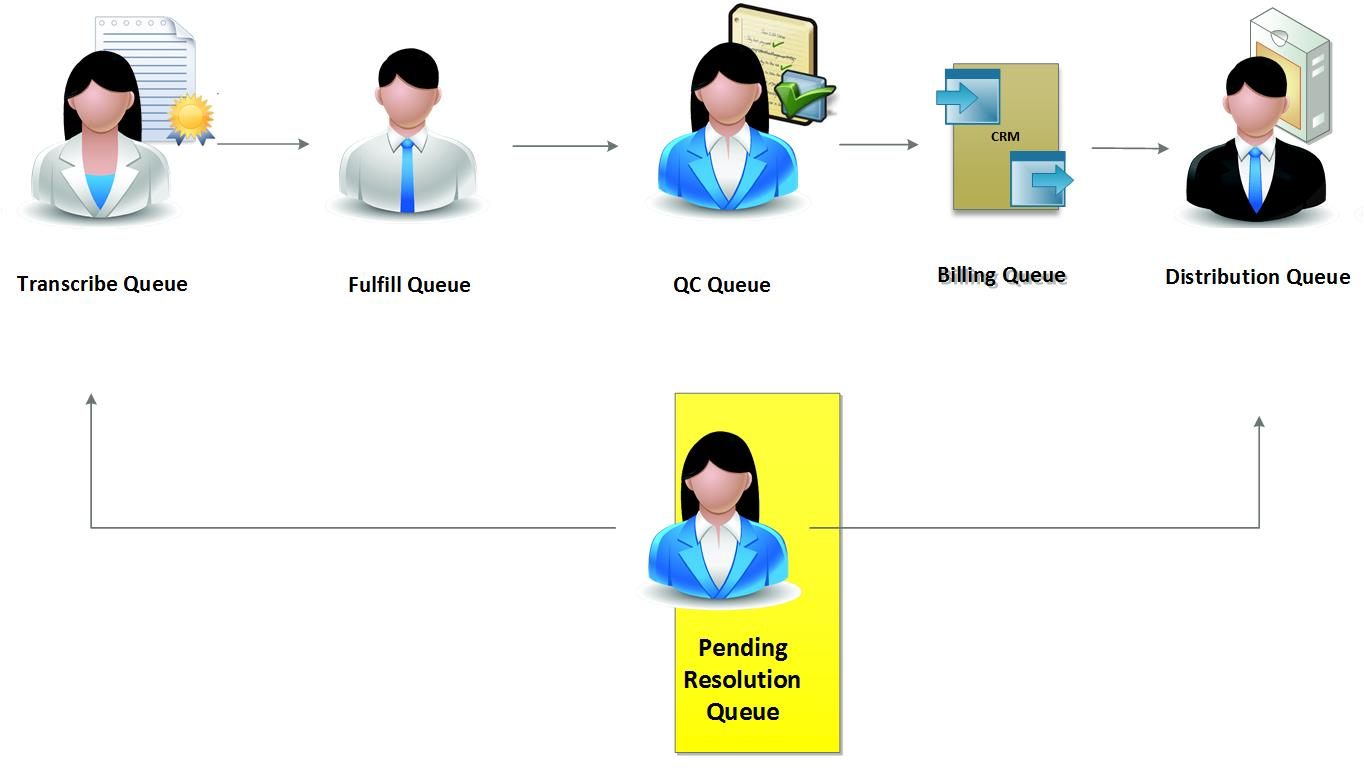 CRM
Transcribe Queue
Fulfill Queue
QC Queue
Billing Queue
Distribution Queue
Pending
Resolution
Queue